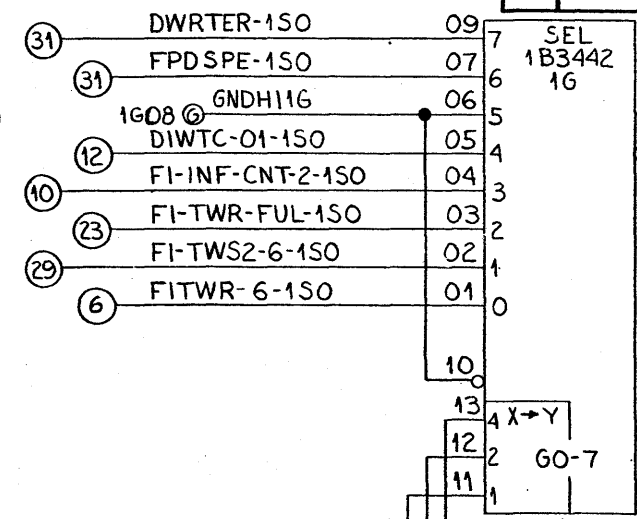 DWRTER-1SO 09 7 SEL
31 1B3442
FPDSPE-1SO 07 6 1G
31
GNDHI1G 06 5
1G08 G
DIWTC-01-1SO 05 4
12
FI-INF-CNT-2-1SO 04 3
10
FI-TWR-FUL-1SO 03 2
23
FI-TWS2-6-1SO 02 1
29
FITWR-6-1SO 01 0
6
10
13 4 X→Y
12 2 GO-7
11 1